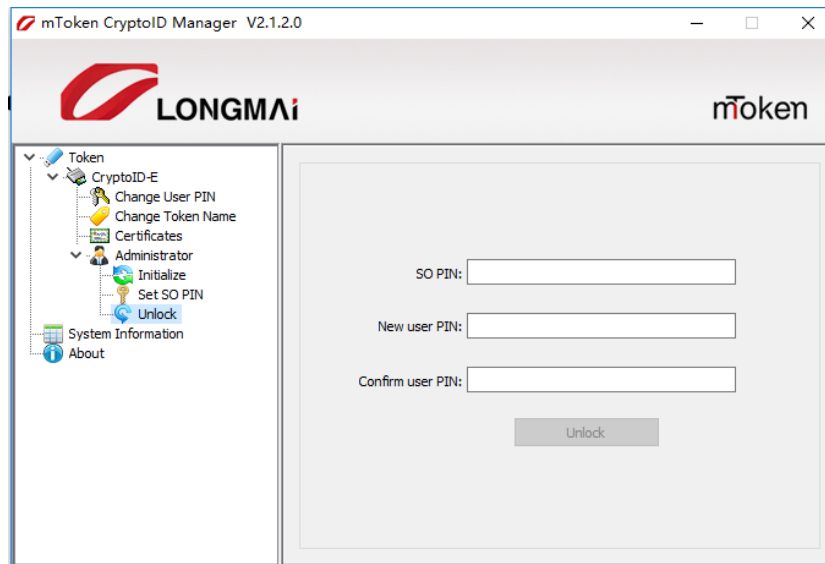 mToken CryptoID Manager V2.1.2.0
LONGMAi
mToken
Token
CryptoID-E
Change User PIN
Change Token Name
Certificates
Administrator
Initialize
Set SO PIN
Unlock
System Information
About
SO PIN:
New user PIN:
Confirm user PIN:
Unlock